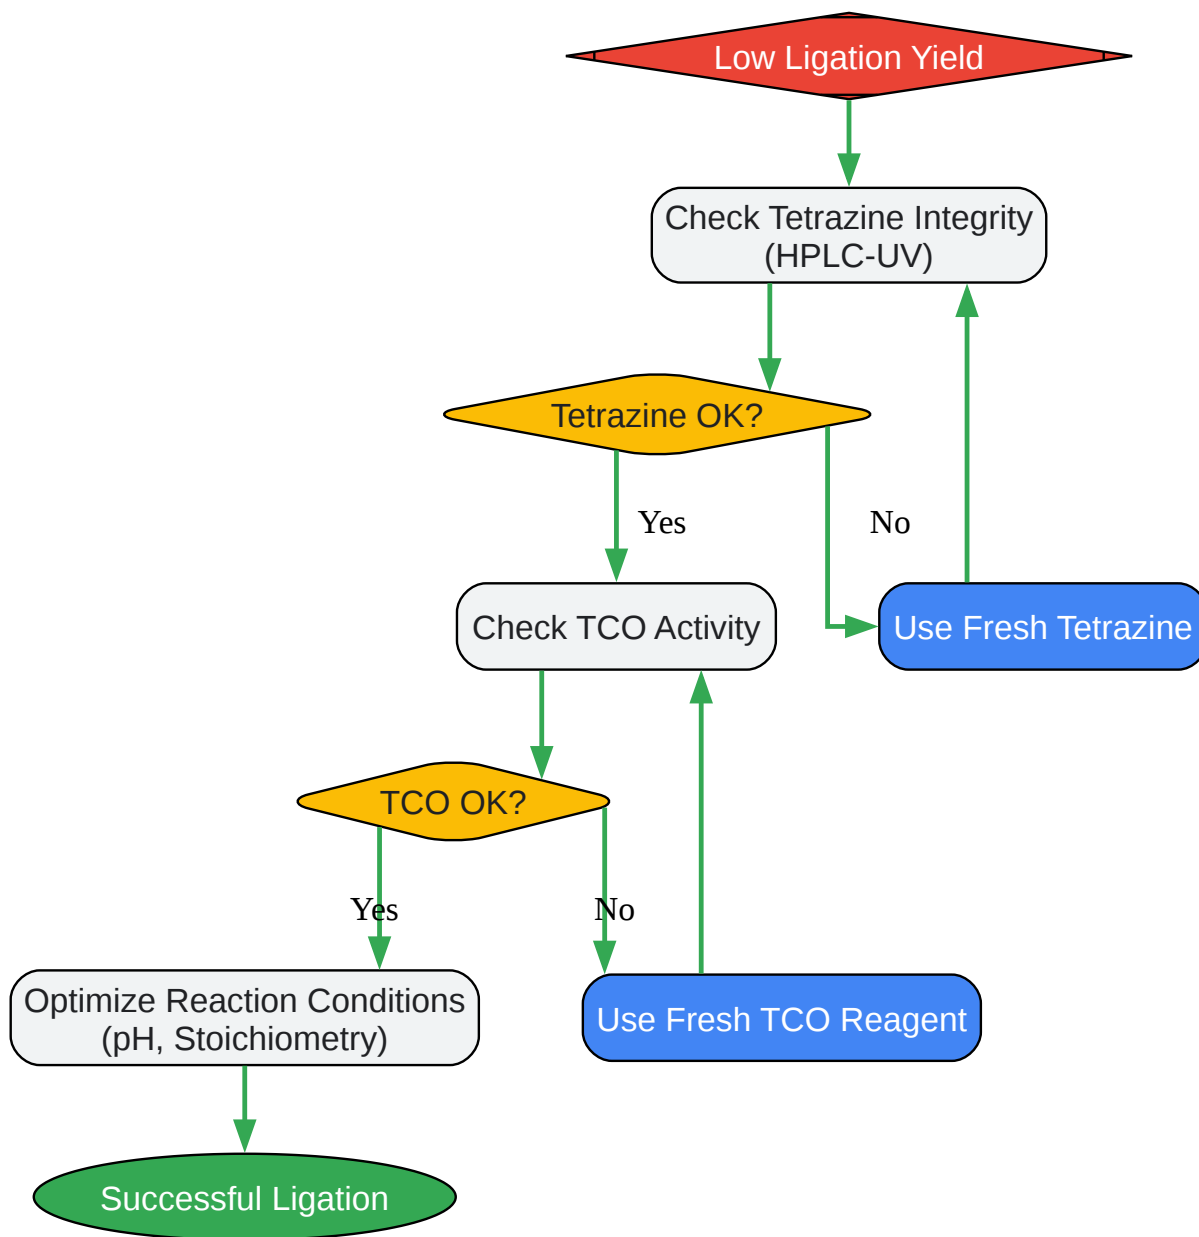 Low Ligation Yield
Check Tetrazine Integrity
(HPLC-UV)
Tetrazine OK?
Yes
No
Check TCO Activity
Use Fresh Tetrazine
TCO OK?
Yes
No
Optimize Reaction Conditions
(pH, Stoichiometry)
Use Fresh TCO Reagent
Successful Ligation